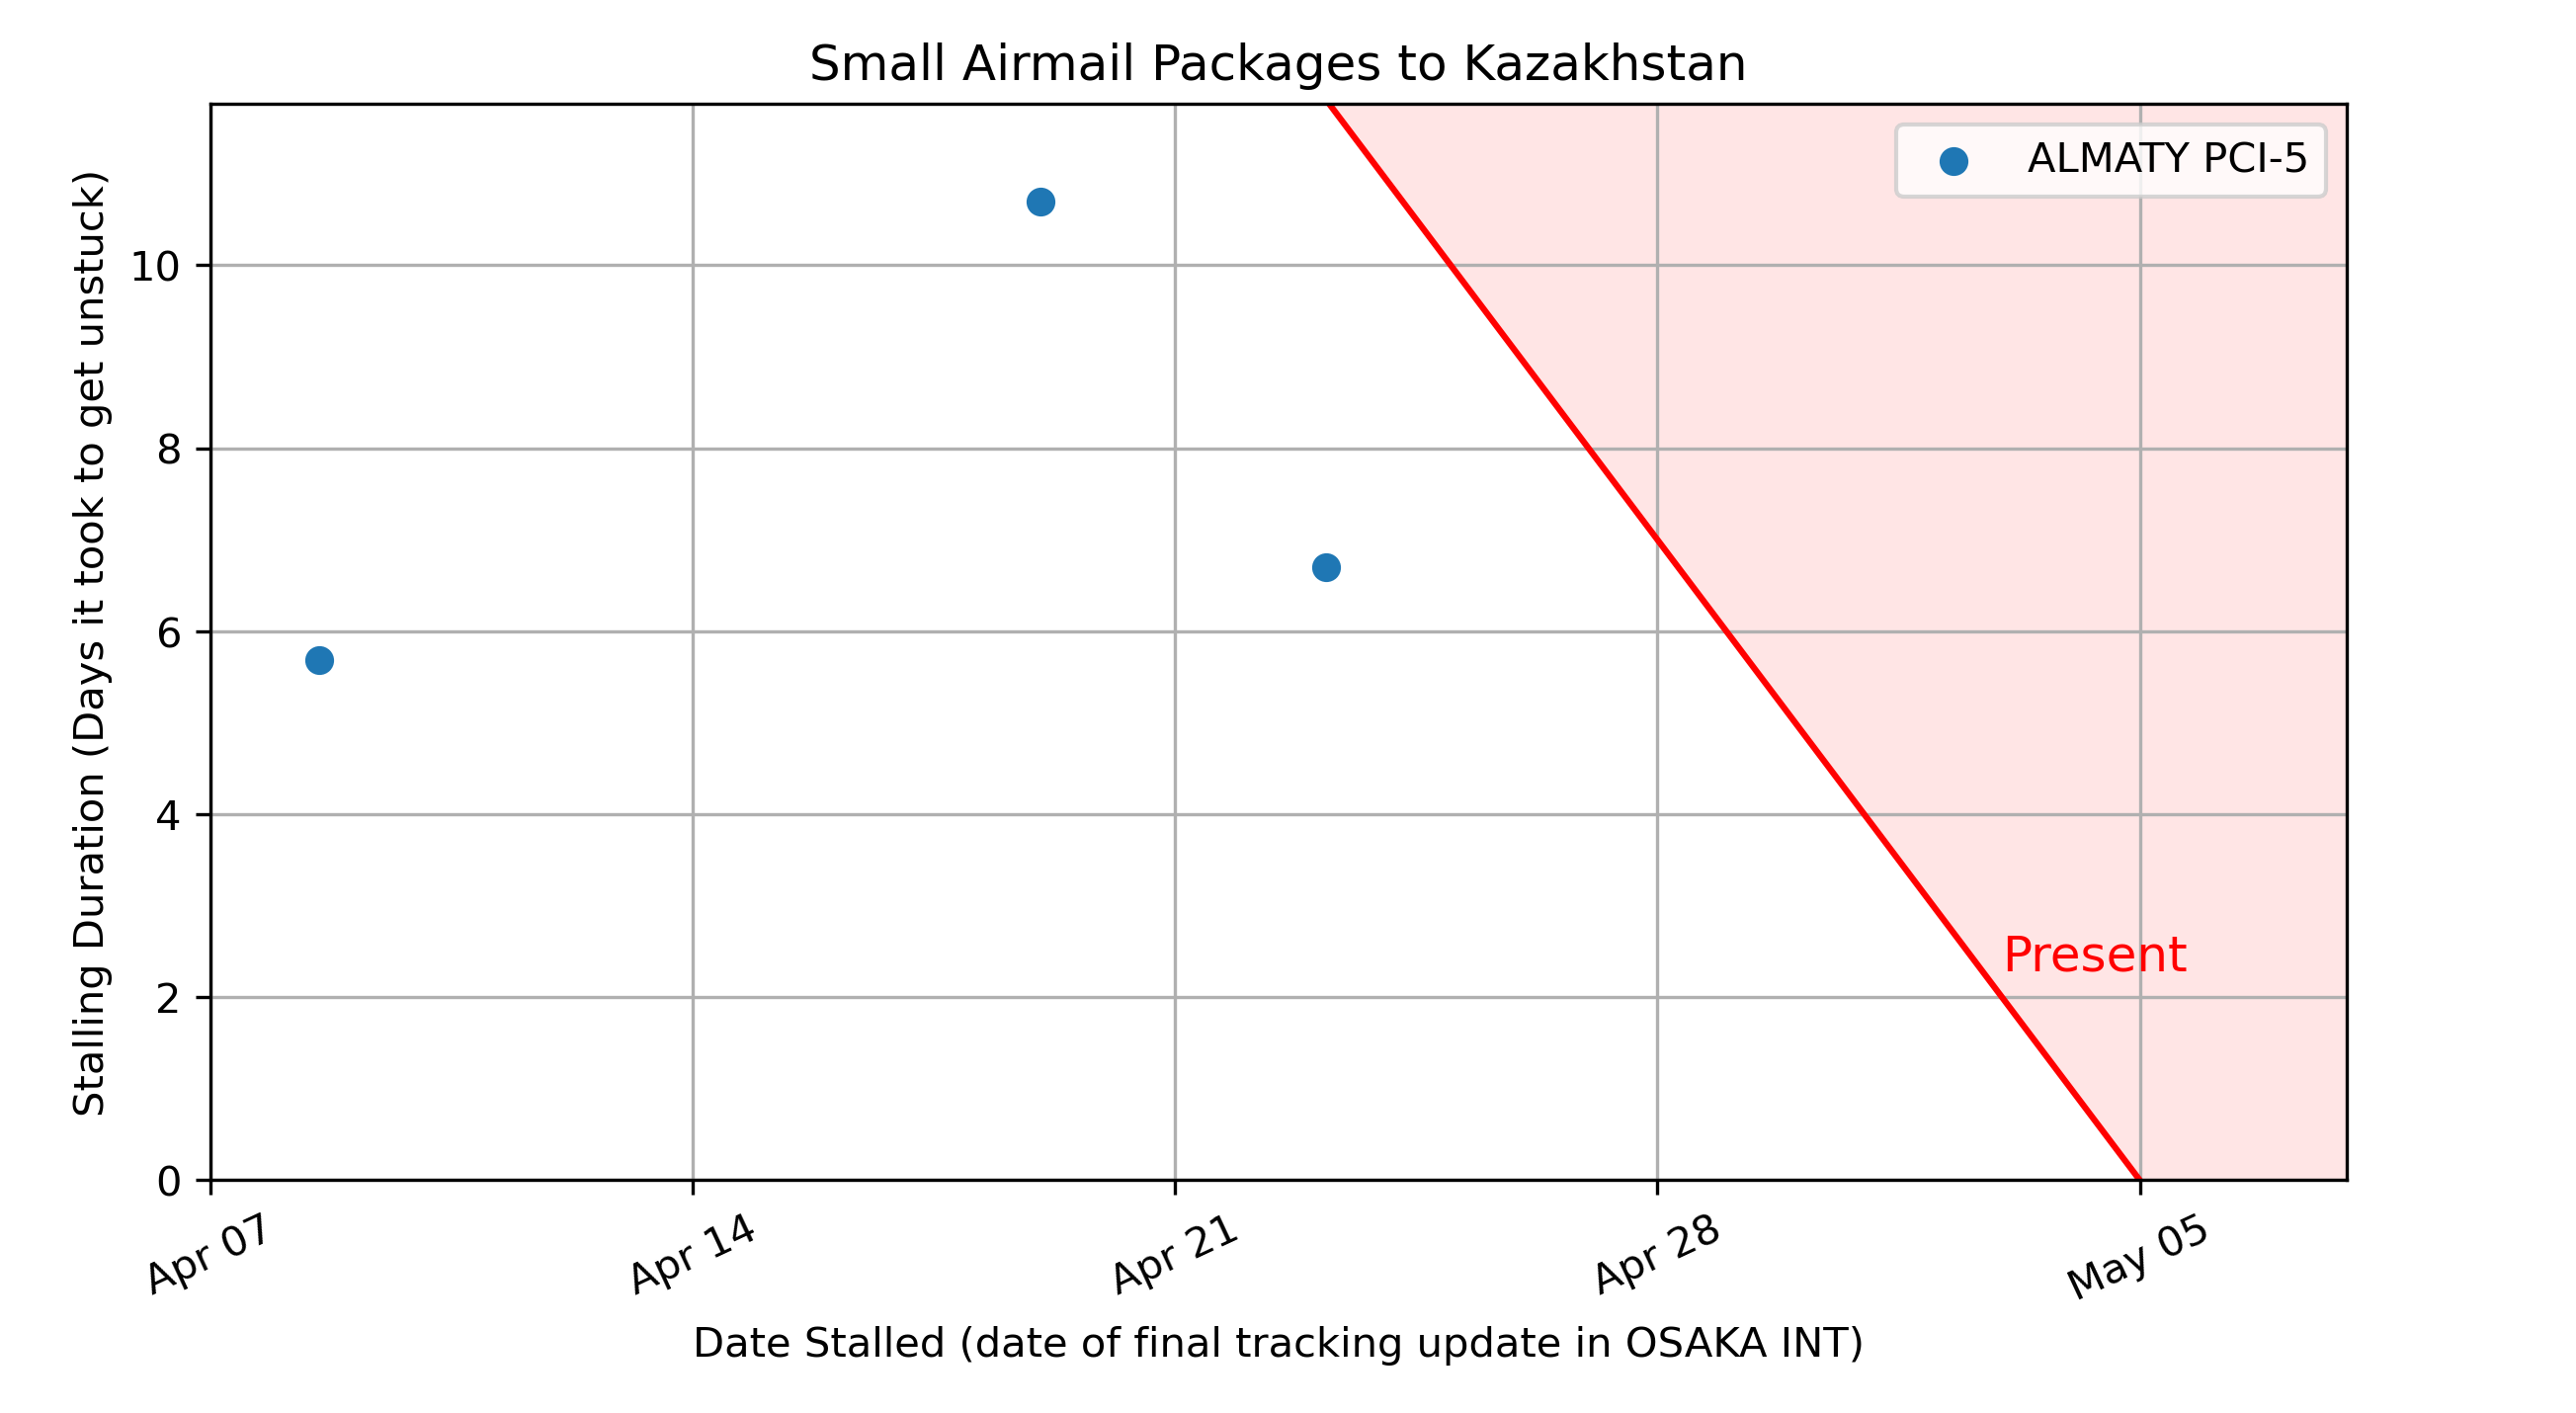 Small Airmail Packages to Kazakhstan
ALMATY PCI-5
Stalling Duration (Days it took to get unstuck)
10
8
6
4
2
0
Present
Apr 07
Apr 14
Apr 21
Apr 28
May 05
Date Stalled (date of final tracking update in OSAKA INT)